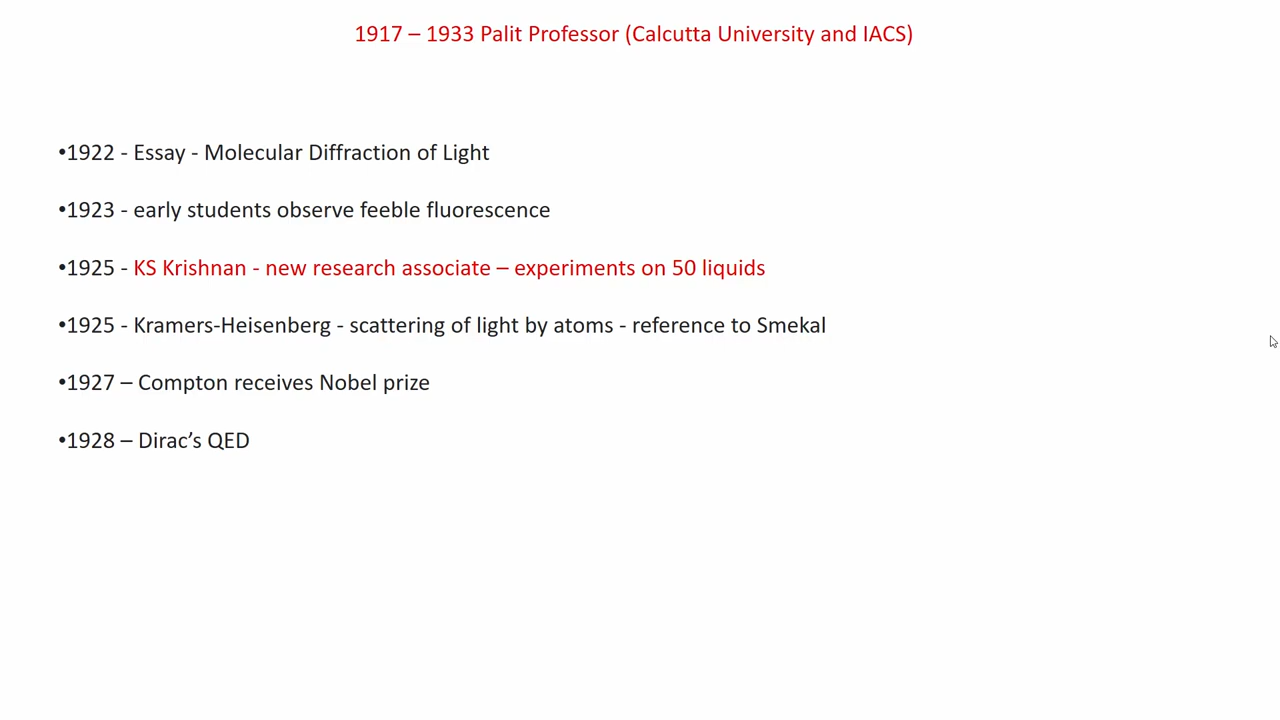 1917 – 1933 Palit Professor (Calcutta University and IACS)
•1922 - Essay - Molecular Diffraction of Light
•1923 - early students observe feeble fluorescence
•1925 - KS Krishnan - new research associate – experiments on 50 liquids
•1925 - Kramers-Heisenberg - scattering of light by atoms - reference to Smekal
•1927 – Compton receives Nobel prize
•1928 – Dirac’s QED